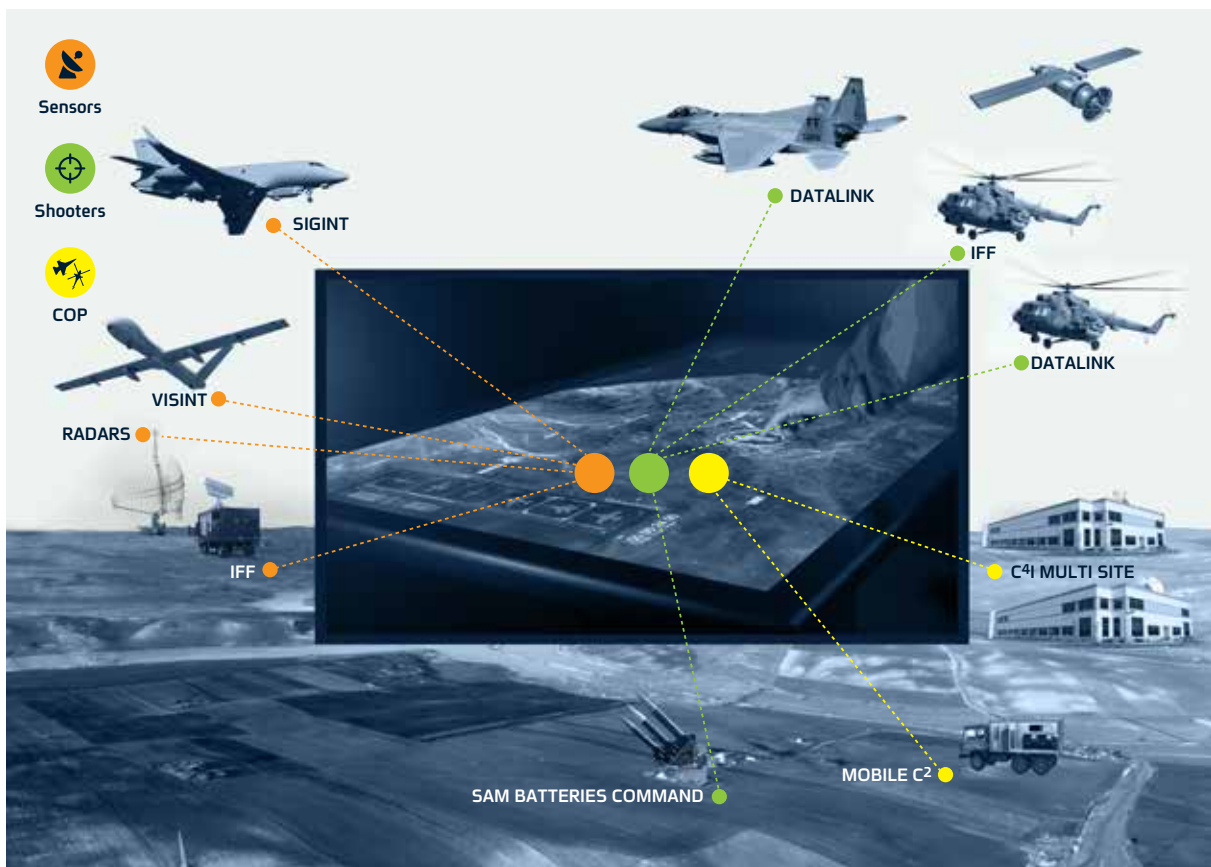 Sensors
Shooters
COP
SIGINT
DATALINK
IFF
DATALINK
VISINT
RADARS
IFF
C⁴I MULTI SITE
MOBILE C²
SAM BATTERIES COMMAND